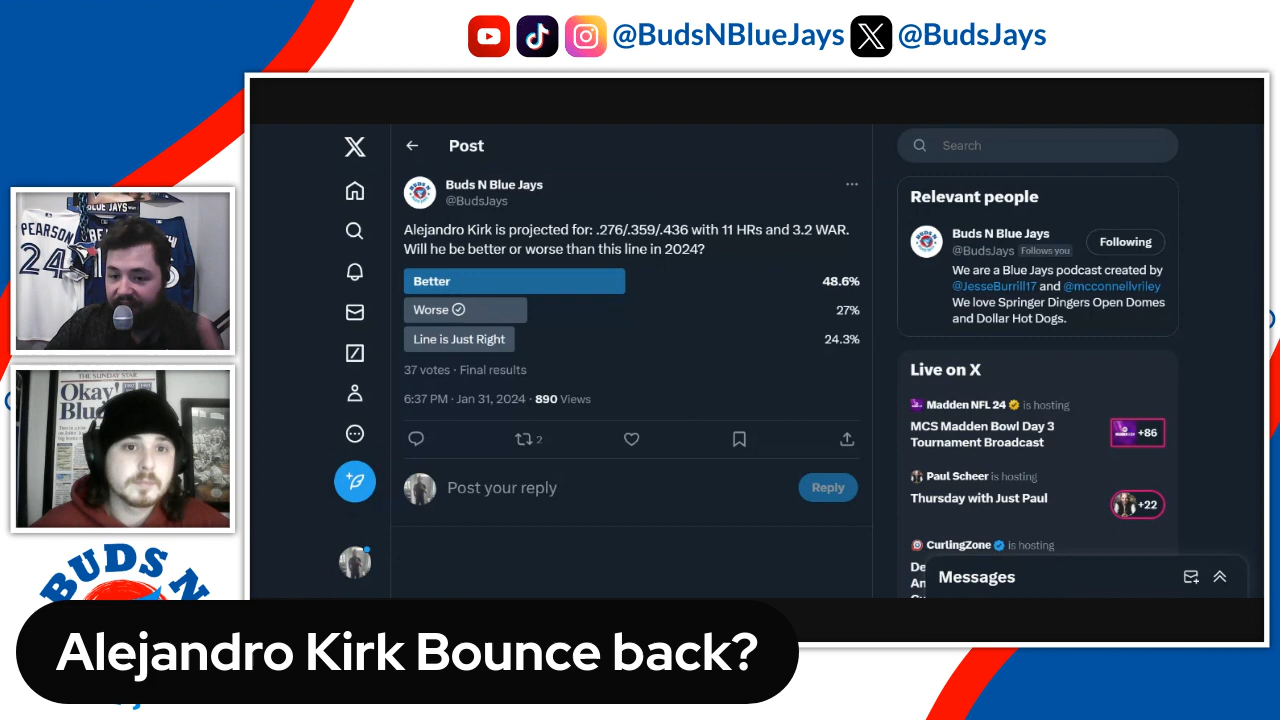 @BudsNBlueJays
@BudsJays
Post
Search
Buds N Blue Jays
@BudsJays
Alejandro Kirk is projected for: .276/.359/.436 with 11 HRs and 3.2 WAR.
Will he be better or worse than this line in 2024?
Better 48.6%
Worse 27%
Line is Just Right 24.3%
37 votes · Final results
6:37 PM · Jan 31, 2024 · 890 Views
2
Post your reply
Reply
Relevant people
Buds N Blue Jays
@BudsJays Follows you
Following
We are a Blue Jays podcast created by
@JesseBurrill17 and @mcconnellvriley
We love Springer Dingers Open Domes
and Dollar Hot Dogs.
Live on X
Madden NFL 24 is hosting
MCS Madden Bowl Day 3
Tournament Broadcast
+86
Paul Scheer is hosting
Thursday with Just Paul
+22
CurlingZone is hosting
De
An
Messages
BLUE JAYS
PEARSON
24
THE SUNDAY STAR
Okay!
Blu
BUDS N
Alejandro Kirk Bounce back?